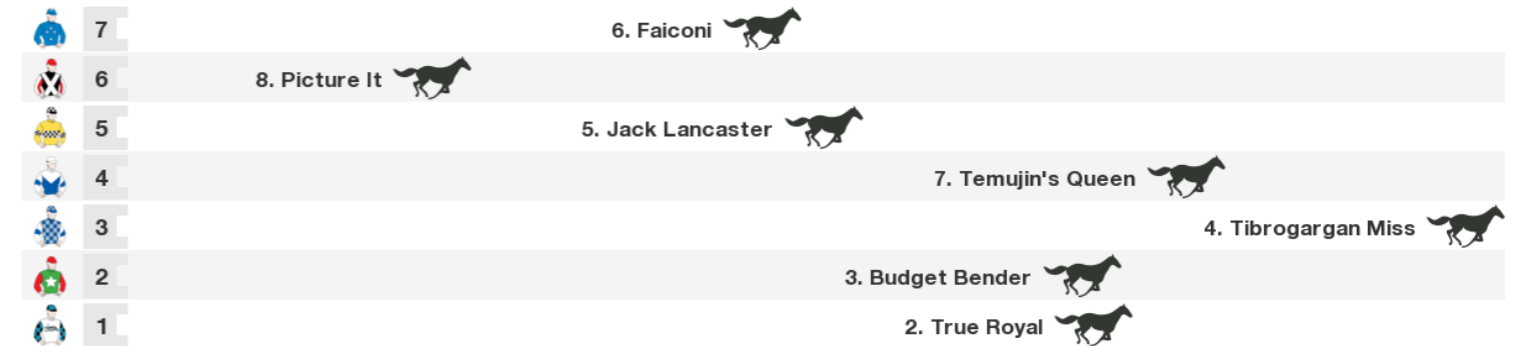 7 6. Faiconi
6 8. Picture It
5 5. Jack Lancaster
4 7. Temujin's Queen
3 4. Tibrogargan Miss
2 3. Budget Bender
1 2. True Royal